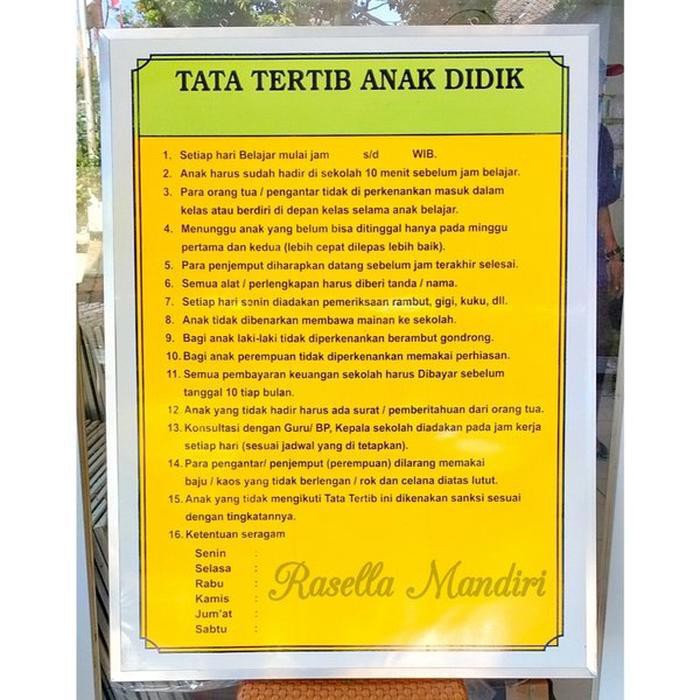 TATA TERTIB ANAK DIDIK
1. Setiap hari Belajar mulai jam s/d WIB.
2. Anak harus sudah hadir di sekolah 10 menit sebelum jam belajar.
3. Para orang tua / pengantar tidak di perkenankan masuk dalam
kelas atau berdiri di depan kelas selama anak belajar.
4. Menunggu anak yang belum bisa ditinggal hanya pada minggu
pertama dan kedua (lebih cepat dilepas lebih baik).
5. Para penjemput diharapkan datang sebelum jam terakhir selesai.
6. Semua alat / perlengkapan harus diberi tanda / nama.
7. Setiap hari senin diadakan pemeriksaan rambut, gigi, kuku, dll.
8. Anak tidak dibenarkan membawa mainan ke sekolah.
9. Bagi anak laki-laki tidak diperkenankan berambut gondrong.
10. Bagi anak perempuan tidak diperkenankan memakai perhiasan.
11. Semua pembayaran keuangan sekolah harus Dibayar sebelum
tanggal 10 tiap bulan.
12. Anak yang tidak hadir harus ada surat / pemberitahuan dari orang tua.
13. Konsultasi dengan Guru/ BP, Kepala sekolah diadakan pada jam kerja
setiap hari (sesuai jadwal yang di tetapkan).
14. Para pengantar/ penjemput (perempuan) dilarang memakai
baju / kaos yang tidak berlengan / rok dan celana diatas lutut.
15. Anak yang tidak mengikuti Tata Tertib ini dikenakan sanksi sesuai
dengan tingkatannya.
16. Ketentuan seragam
Senin :
Selasa :
Rabu :
Kamis :
Jum'at :
Sabtu :
Rasella Mandiri